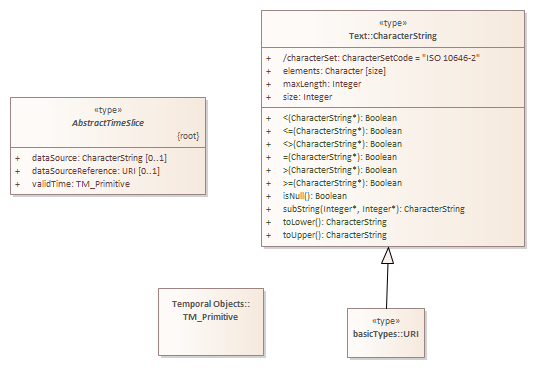 «type»
Text::CharacterString
+ /characterSet: CharacterSetCode = "ISO 10646-2"
+ elements: Character [size]
+ maxLength: Integer
+ size: Integer
+ <(CharacterString*): Boolean
+ <=(CharacterString*): Boolean
+ <>(CharacterString*): Boolean
+ =(CharacterString*): Boolean
+ >(CharacterString*): Boolean
+ >=(CharacterString*): Boolean
+ isNull(): Boolean
+ subString(Integer*, Integer*): CharacterString
+ toLower(): CharacterString
+ toUpper(): CharacterString
«type»
AbstractTimeSlice
{root}
+ dataSource: CharacterString [0..1]
+ dataSourceReference: URI [0..1]
+ validTime: TM_Primitive
Temporal Objects::
TM_Primitive
«type»
basicTypes::URI